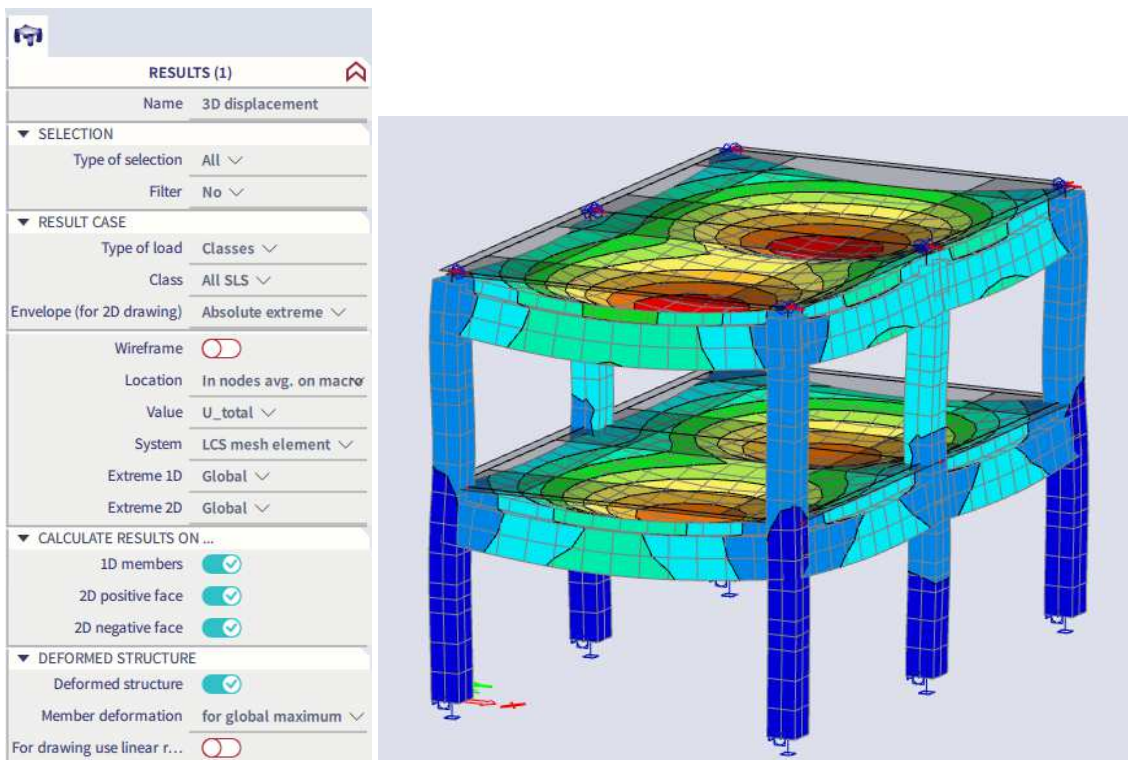 RESULTS (1)
Name 3D displacement
SELECTION
Type of selection All
Filter No
RESULT CASE
Type of load Classes
Class All SLS
Envelope (for 2D drawing) Absolute extreme
Wireframe
Location In nodes avg. on macro
Value U_total
System LCS mesh element
Extreme 1D Global
Extreme 2D Global
CALCULATE RESULTS ON ...
1D members
2D positive face
2D negative face
DEFORMED STRUCTURE
Deformed structure
Member deformation for global maximum
For drawing use linear r...